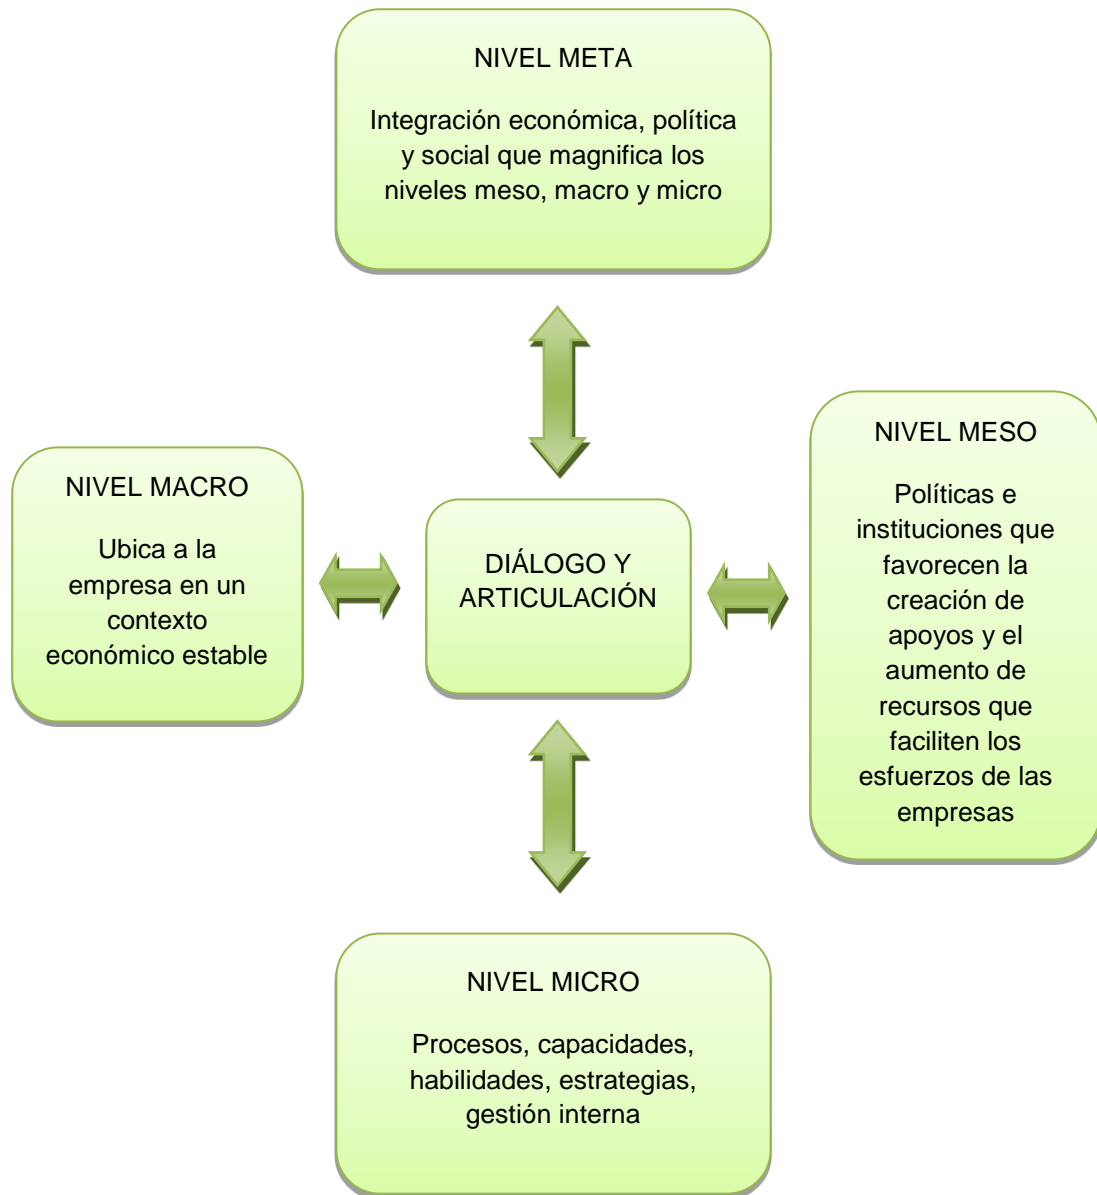 NIVEL META
Integración económica, política
y social que magnifica los
niveles meso, macro y micro
NIVEL MACRO
Ubica a la
empresa en un
contexto
económico estable
DIÁLOGO Y
ARTICULACIÓN
NIVEL MESO
Políticas e
instituciones que
favorecen la
creación de
apoyos y el
aumento de
recursos que
faciliten los
esfuerzos de las
empresas
NIVEL MICRO
Procesos, capacidades,
habilidades, estrategias,
gestión interna